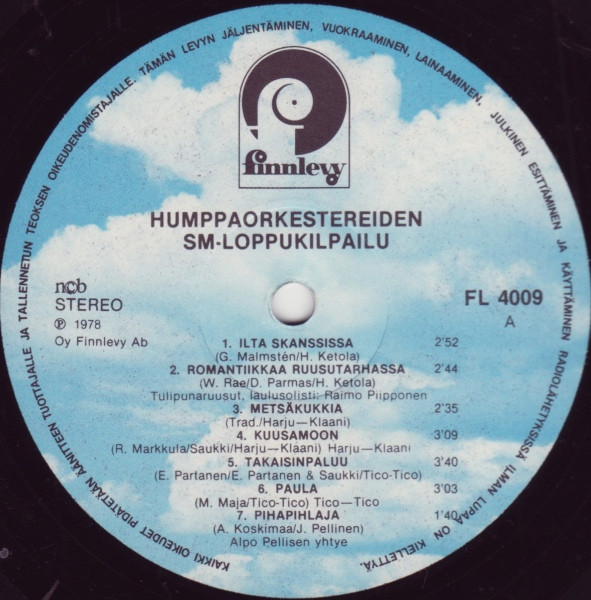 KAIKKI OIKEUDET PIDÄTETÄÄN ÄÄNITTEEN TUOTTAJALLE JA TALLENNETUN TEOKSEN OIKEUDENOMISTAJALLE. TÄMÄN LEVYN JÄLJENTÄMINEN, VUOKRAAMINEN, LAINAAMINEN, JULKINEN ESITTÄMINEN JA KÄYTTÄMINEN RADIOLÄHETYKSISSÄ ILMAN LUPAA ON KIELLETTYÄ.
finnlevy
HUMPPAORKESTEREIDEN
SM-LOPPUKILPAILU
ncb
STEREO
℗ 1978
Oy Finnlevy Ab
FL 4009
A
1. ILTA SKANSSISSA 2'52
(G. Malmstén/H. Ketola)
2. ROMANTIIKKAA RUUSUTARHASSA 2'44
(W. Rae/D. Parmas/H. Ketola)
Tulipunaruusut, laulusolisti: Raimo Piipponen
3. METSÄKUKKIA 2'35
(Trad./Harju—Klaani)
4. KUUSAMOON 3'09
(R. Markkula/Saukki/Harju—Klaani) Harju—Klaani
5. TAKAISINPALUU 3'40
(E. Partanen/E. Partanen & Saukki/Tico-Tico)
6. PAULA 3'03
(M. Maja/Tico-Tico) Tico—Tico
7. PIHAPIHLAJA 1'40
(A. Koskimaa/J. Pellinen)
Alpo Pellisen yhtye